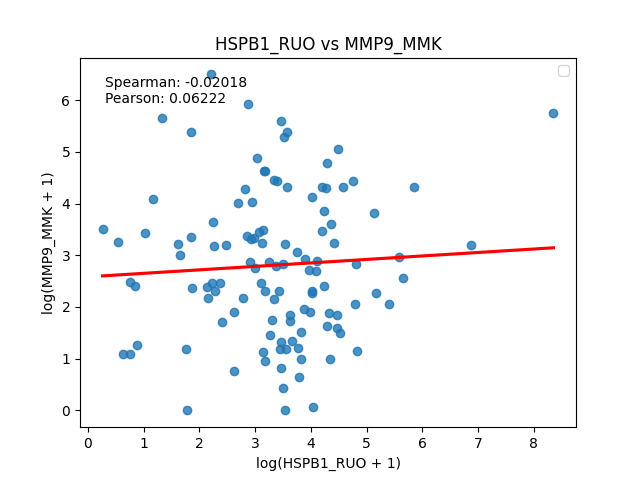 HSPB1_RUO vs MMP9_MMK
Spearman: -0.02018
Pearson: 0.06222
log(MMP9_MMK + 1)
6
5
4
3
2
1
0
0 1 2 3 4 5 6 7 8
log(HSPB1_RUO + 1)